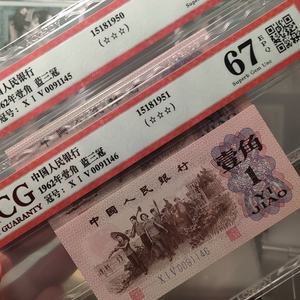 中国人民银行
1962年壹角 蓝三冠
冠号: X I V 0091145
15181950
(☆☆☆)
CG
GUARANTY
中国人民银行
1962年壹角 蓝三冠
冠号: X I V 0091146
15181951
(☆☆☆)
67
EPQ
Superb Gem Unc
中国人民银行
壹角
1
JIAO
X I V 0091146